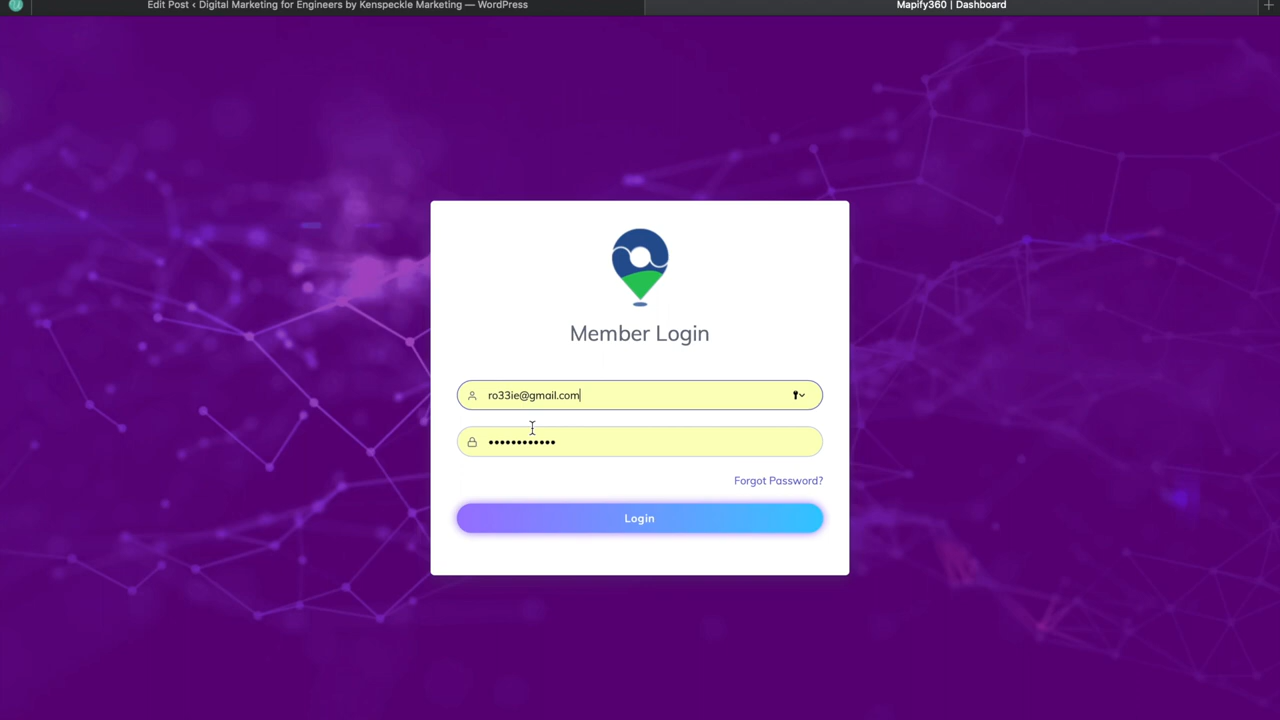 Edit Post ‹ Digital Marketing for Engineers by Kenspeckle Marketing — WordPress
Mapify360 | Dashboard
Member Login
ro33ie@gmail.com
••••••••••••
Forgot Password?
Login